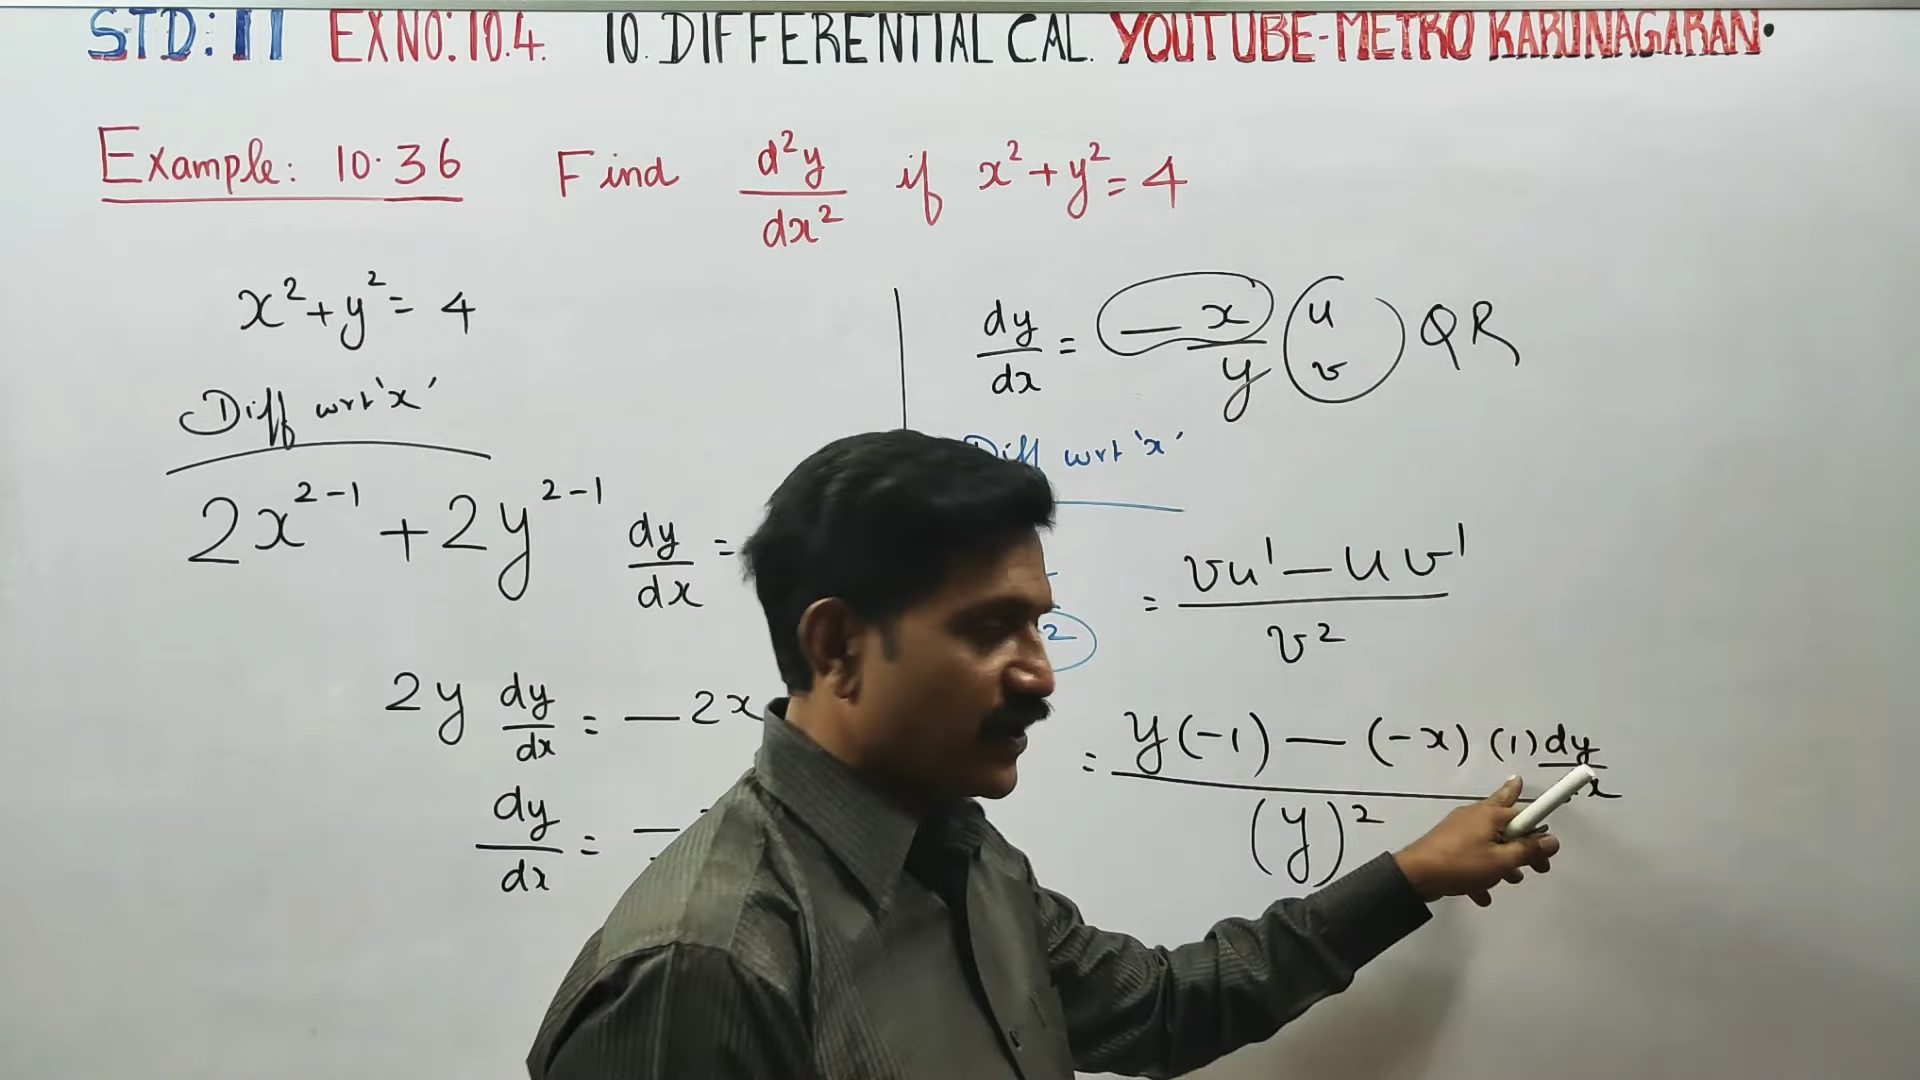 STD: 11 EXNO: 10.4. 10. DIFFERENTIAL CAL. YOUTUBE-METRO KARUNAGARAN.
Example: 10.36 Find d²y/dx² if x² + y² = 4
x² + y² = 4
Diff wrt 'x'
2x²⁻¹ + 2y²⁻¹ dy/dx =
2y dy/dx = -2x
dy/dx = -
dy/dx = -x/y (u/v) QR
Diff wrt 'x'
2
= vu' - uv' / v²
= y(-1) - (-x) (1) dy/dx / (y)²